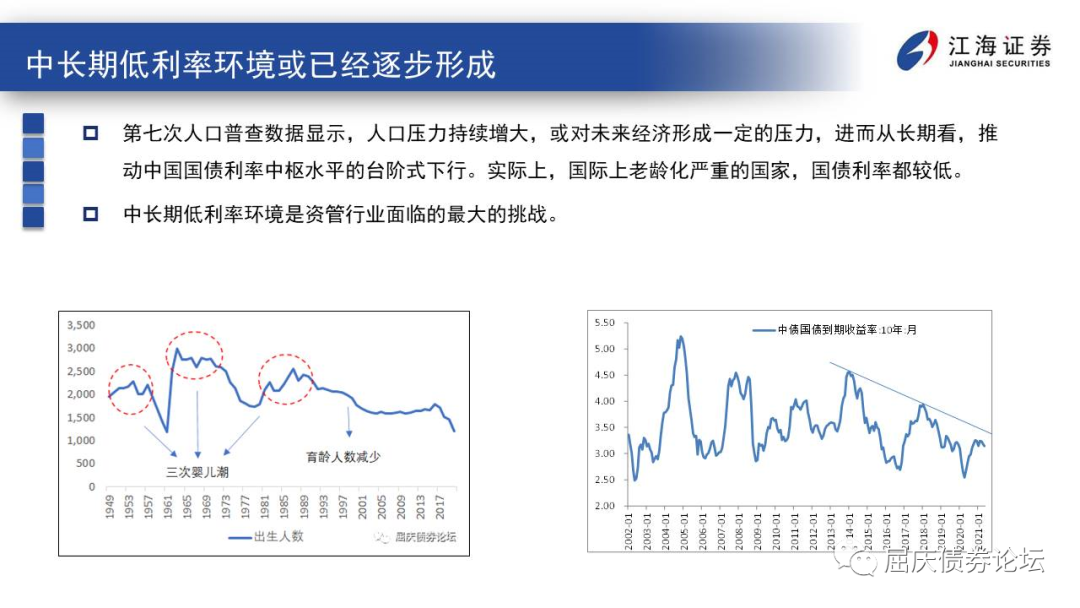 中长期低利率环境或已经逐步形成
江海证券
JIANGHAI SECURITIES
第七次人口普查数据显示，人口压力持续增大，或对未来经济形成一定的压力，进而从长期看，推
动中国国债利率中枢水平的台阶式下行。实际上，国际上老龄化严重的国家，国债利率都较低。
中长期低利率环境是资管行业面临的最大的挑战。
3,500
3,000
2,500
2,000
1,500
1,000
500
0
三次婴儿潮
育龄人数减少
1949 1953 1957 1961 1965 1969 1973 1977 1981 1985 1989 1993 1997 2001 2005 2009 2013 2017
出生人数
屈庆债券论坛
5.50
5.00
4.50
4.00
3.50
3.00
2.50
2.00
中债国债到期收益率:10年:月
2002-01 2003-01 2004-01 2005-01 2006-01 2007-01 2008-01 2009-01 2010-01 2011-01 2012-01 2013-01 2014-01 2015-01 2016-01 2017-01 2018-01 2019-01 2020-01 2021-01
屈庆债券论坛